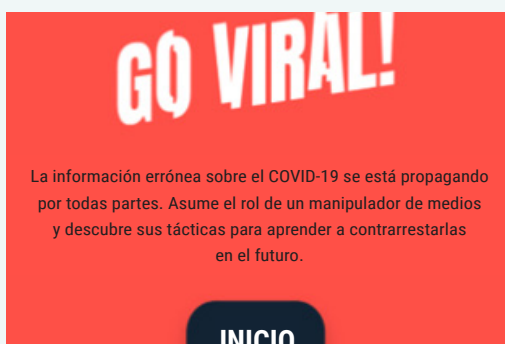 GO VIRAL!
La información errónea sobre el COVID-19 se está propagando
por todas partes. Asume el rol de un manipulador de medios
y descubre sus tácticas para aprender a contrarrestarlas
en el futuro.
INICIO